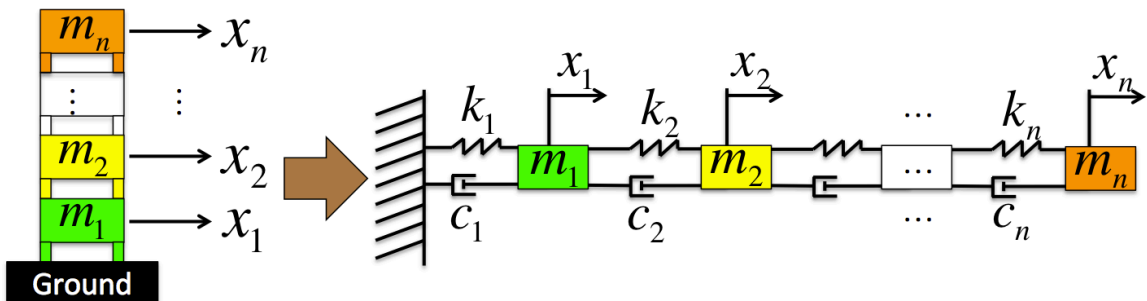 m_n x_n
⋮ ⋮
m_2 x_2
m_1 x_1
Ground
x_1 x_2 x_n
k_1 k_2 ... k_n
m_1 m_2 ... m_n
c_1 c_2 ... c_n